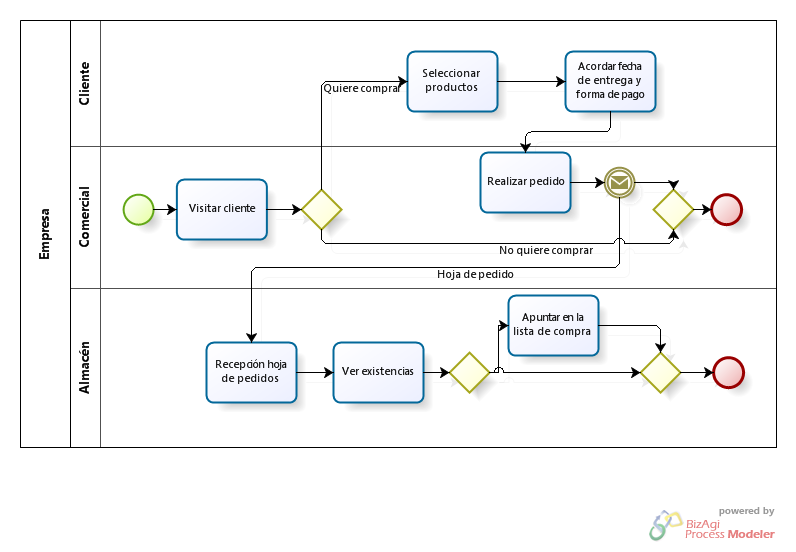 Empresa
Cliente
Quiere comprar
Seleccionar
productos
Acordar fecha
de entrega y
forma de pago
Comercial
Visitar cliente
Realizar pedido
No quiere comprar
Hoja de pedido
Almacén
Recepción hoja
de pedidos
Ver existencias
Apuntar en la
lista de compra
powered by
BizAgi
Process Modeler